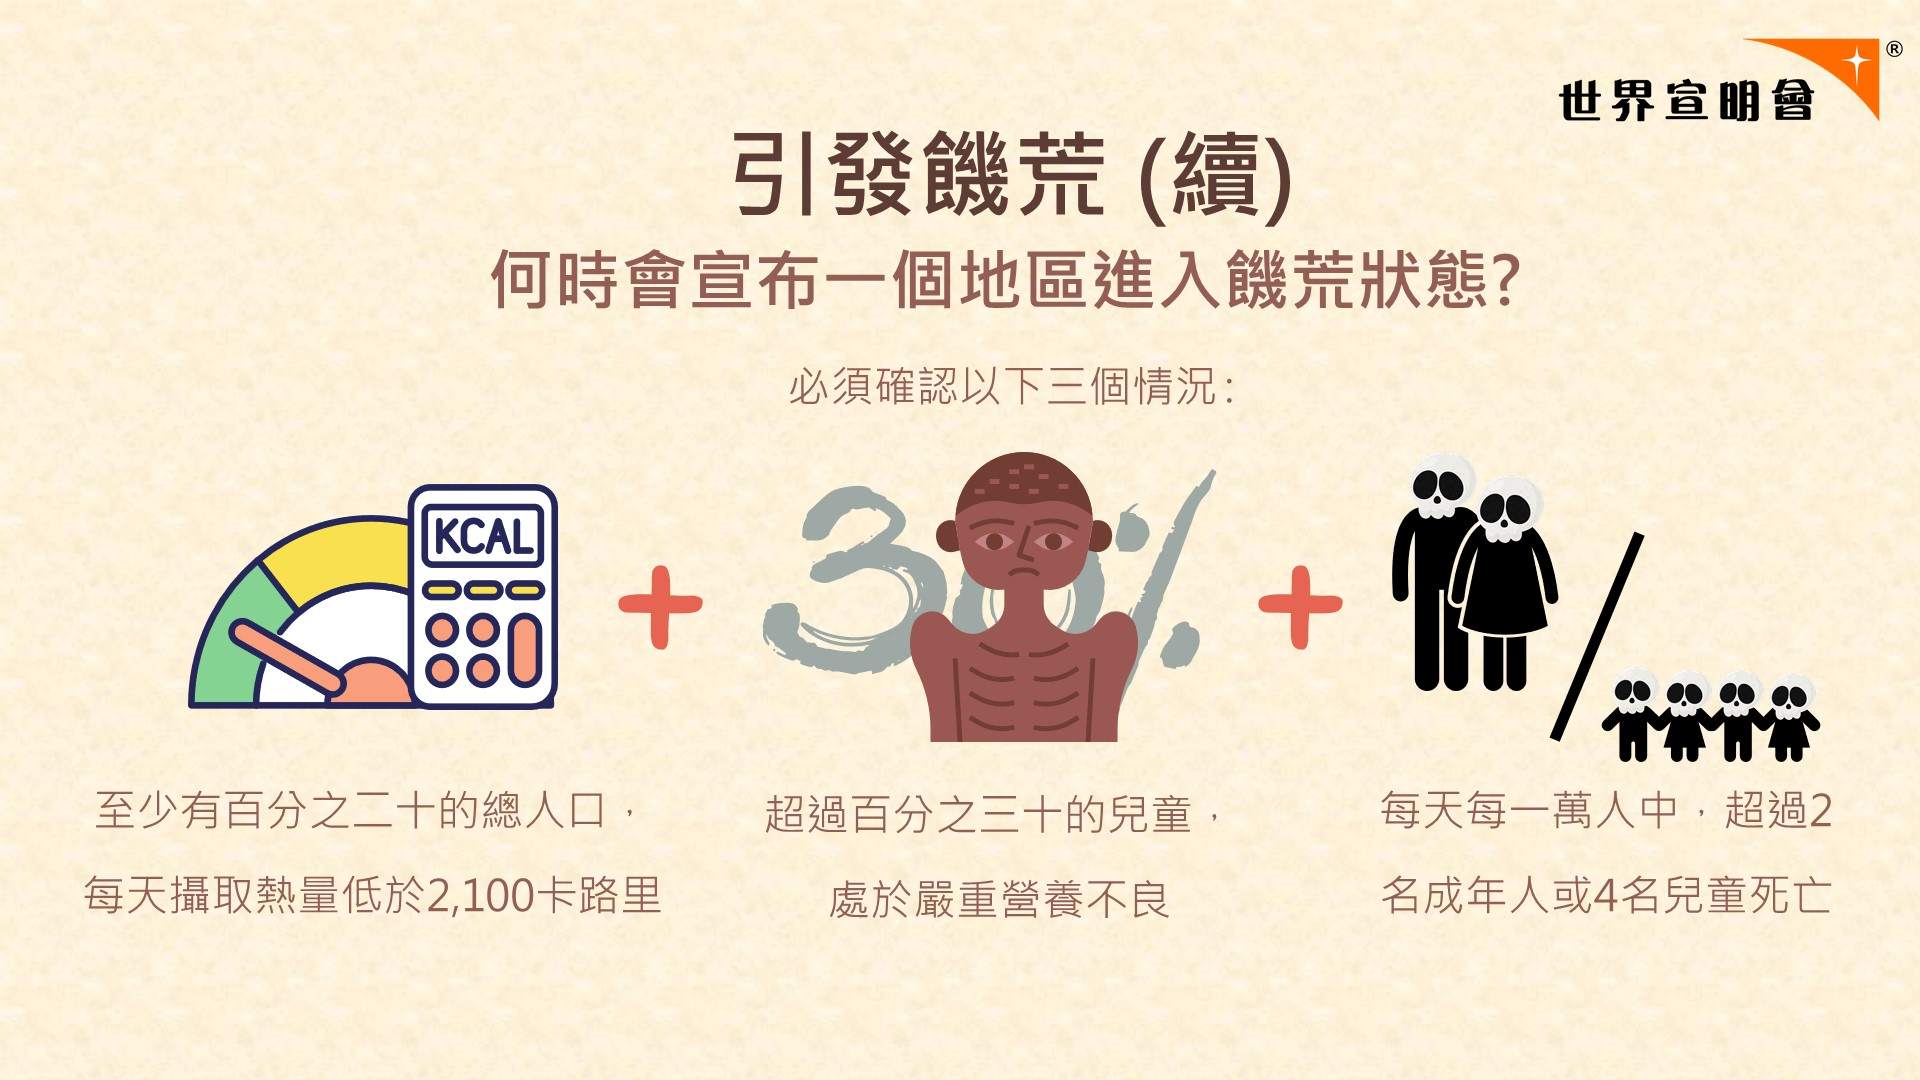 世界宣明會®
引發饑荒 (續)
何時會宣布一個地區進入饑荒狀態?
必須確認以下三個情況:
KCAL
30%
至少有百分之二十的總人口，
每天攝取熱量低於2,100卡路里
超過百分之三十的兒童，
處於嚴重營養不良
每天每一萬人中，超過2
名成年人或4名兒童死亡